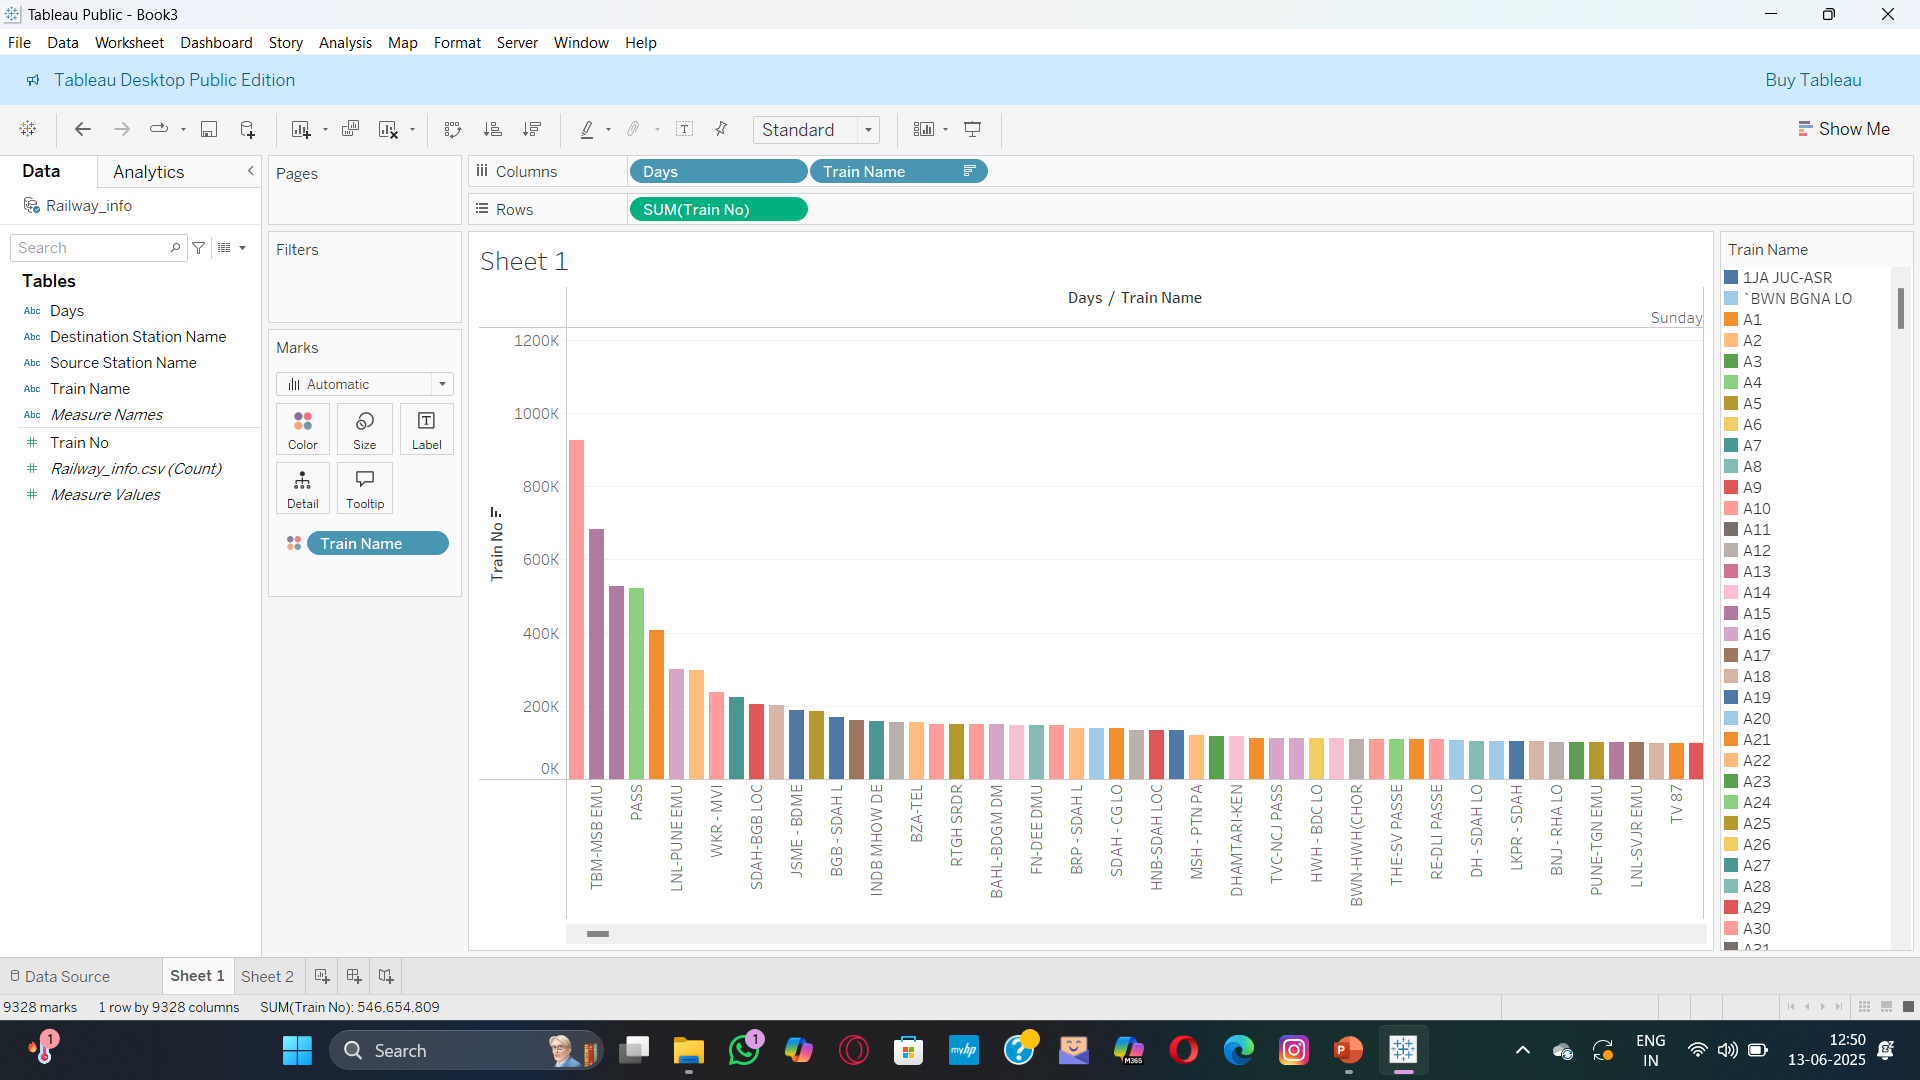 Tableau Public - Book3
File Data Worksheet Dashboard Story Analysis Map Format Server Window Help
Tableau Desktop Public Edition
Buy Tableau
Standard
Show Me
Data
Analytics
Railway_info
Search
Tables
Abc Days
Abc Destination Station Name
Abc Source Station Name
Abc Train Name
Abc Measure Names
# Train No
# Railway_info.csv (Count)
# Measure Values
Pages
Filters
Marks
Automatic
Color
Size
Label
Detail
Tooltip
Train Name
Columns
Days
Train Name
Rows
SUM(Train No)
Sheet 1
Days / Train Name
Sunday
Train No
1200K
1000K
800K
600K
400K
200K
0K
TBM-MSB EMU
PASS
LNL-PUNE EMU
WKR - MVI
SDAH-BGB LOC
JSME - BDME
BGB - SDAH L
INDB MHOW DE
BZA-TEL
RTGH SRDR
BAHL-BDGM DM
FN-DEE DMU
BRP - SDAH L
SDAH - CG LO
HNB-SDAH LOC
MSH - PTN PA
DHAMTARI-KEN
TVC-NCJ PASS
HWH - BDC LO
BWN-HWH(CHOR
THE-SV PASSE
RE-DLI PASSE
DH - SDAH LO
LKPR - SDAH
BNJ - RHA LO
PUNE-TGN EMU
LNL-SVJR EMU
TV 87
Train Name
1JA JUC-ASR
`BWN BGNA LO
A1
A2
A3
A4
A5
A6
A7
A8
A9
A10
A11
A12
A13
A14
A15
A16
A17
A18
A19
A20
A21
A22
A23
A24
A25
A26
A27
A28
A29
A30
A31
Data Source
Sheet 1
Sheet 2
9328 marks 1 row by 9328 columns SUM(Train No): 546,654,809
1
Search
1
myhp
M365
ENG
IN
12:50
13-06-2025